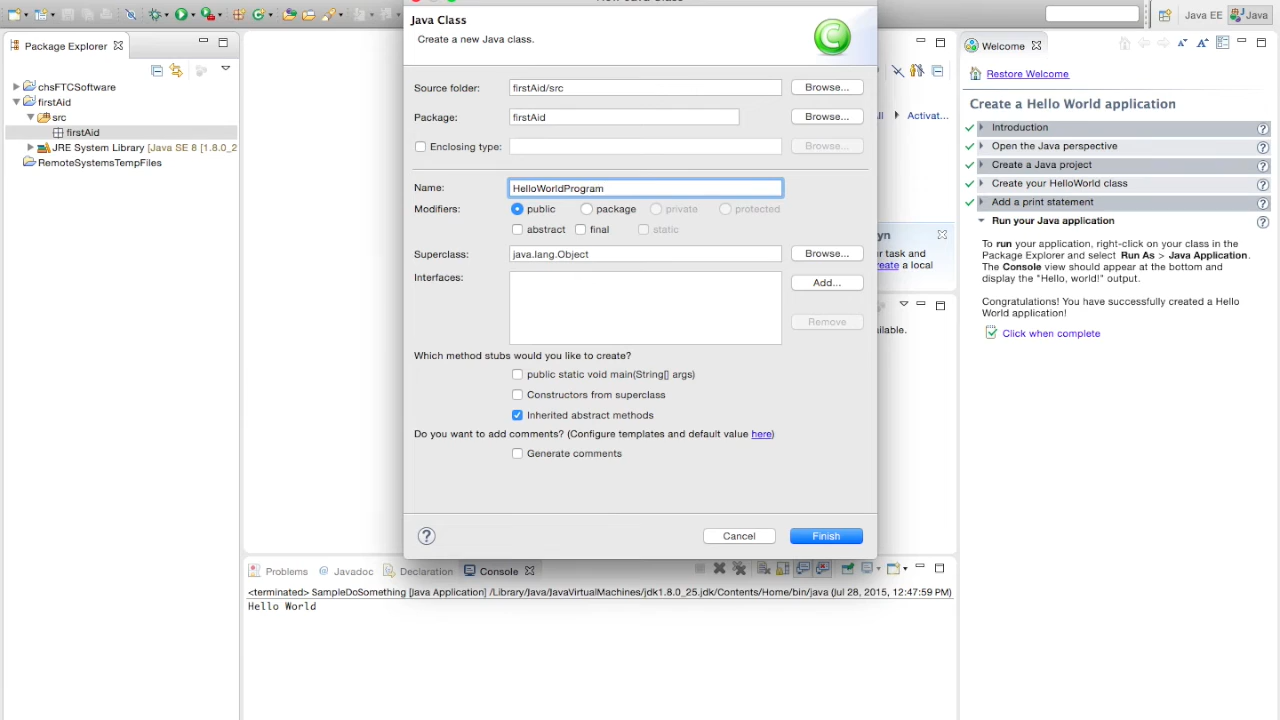 Java Class
Create a new Java class.
Source folder:
firstAid/src
Browse...
Package:
firstAid
Browse...
Enclosing type:
Browse...
Name:
HelloWorldProgram
Modifiers:
public
package
private
protected
abstract
final
static
Superclass:
java.lang.Object
Browse...
Interfaces:
Add...
Remove
Which method stubs would you like to create?
public static void main(String[] args)
Constructors from superclass
Inherited abstract methods
Do you want to add comments? (Configure templates and default value here)
Generate comments
?
Cancel
Finish
Package Explorer
chsFTCSoftware
firstAid
src
firstAid
JRE System Library [Java SE 8 [1.8.0_2
RemoteSystemsTempFiles
Java EE
Java
Activat...
yn
ur task and
eate a local
ilable.
Welcome
Restore Welcome
Create a Hello World application
Introduction
Open the Java perspective
Create a Java project
Create your HelloWorld class
Add a print statement
Run your Java application
To run your application, right-click on your class in the
Package Explorer and select Run As > Java Application.
The Console view should appear at the bottom and
display the "Hello, world!" output.
Congratulations! You have successfully created a Hello
World application!
Click when complete
Problems
@ Javadoc
Declaration
Console
<terminated> SampleDoSomething [Java Application] /Library/Java/JavaVirtualMachines/jdk1.8.0_25.jdk/Contents/Home/bin/java (Jul 28, 2015, 12:47:59 PM)
Hello World